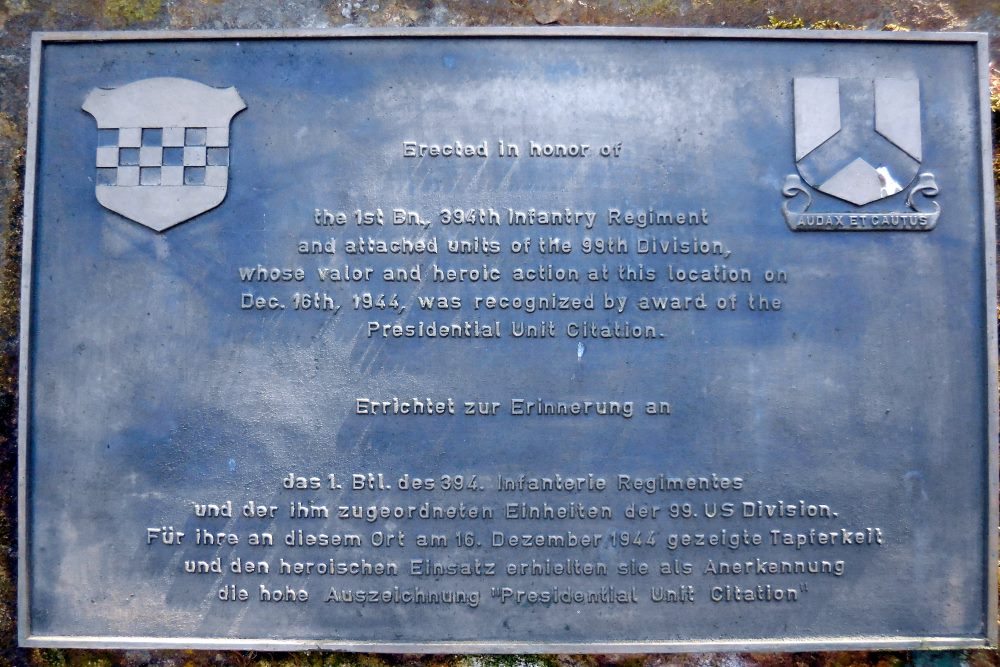 Erected in honor of
AUDAX ET CAUTUS
the 1st Bn., 394th Infantry Regiment
and attached units of the 99th Division,
whose valor and heroic action at this location on
Dec. 16th, 1944, was recognized by award of the
Presidential Unit Citation.
Errichtet zur Erinnerung an
das 1. Btl. des 394. Infanterie Regimentes
und der ihm zugeordneten Einheiten der 99. US Division.
Für ihre an diesem Ort am 16. Dezember 1944 gezeigte Tapferkeit
und den heroischen Einsatz erhielten sie als Anerkennung
die hohe Auszeichnung "Presidential Unit Citation"